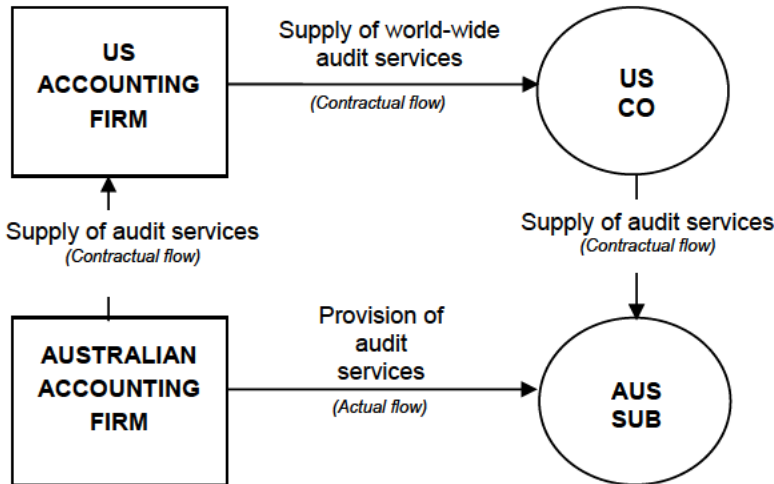 US
ACCOUNTING
FIRM
Supply of world-wide
audit services
(Contractual flow)
US
CO
Supply of audit services
(Contractual flow)
Supply of audit services
(Contractual flow)
AUSTRALIAN
ACCOUNTING
FIRM
Provision of
audit
services
(Actual flow)
AUS
SUB